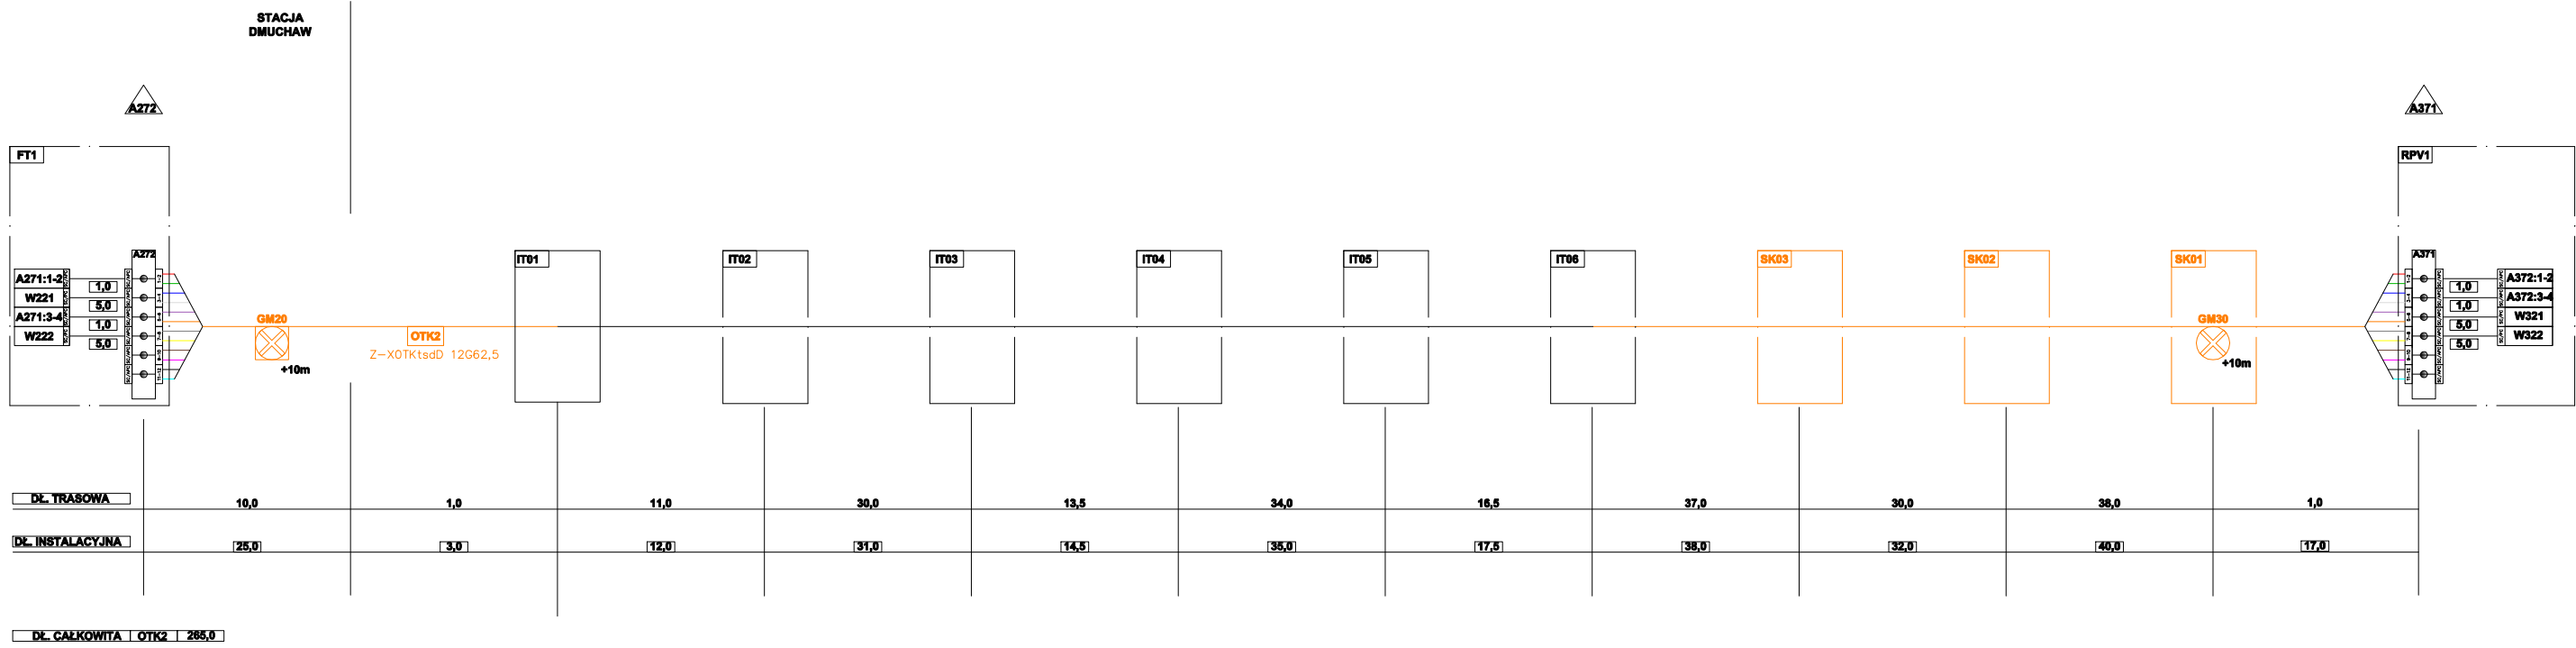 STACJA
DMUCHAW
A272
A371
FT1
RPV1
A272
A371
IT01
IT02
IT03
IT04
IT05
IT06
SK03
SK02
SK01
A271:1-2
1,0
W221
5,0
A271:3-4
1,0
W222
5,0
GM20
+10m
OTK2
Z-XOTKtsdD 12G62,5
GM30
+10m
A372:1-2
1,0
A372:3-4
1,0
W321
5,0
W322
5,0
DŁ. TRASOWA 10,0 1,0 11,0 30,0 13,5 34,0 16,5 37,0 30,0 38,0 1,0
DŁ. INSTALACYJNA 25,0 3,0 12,0 31,0 14,5 35,0 17,5 38,0 32,0 40,0 17,0
DŁ. CAŁKOWITA OTK2 265,0